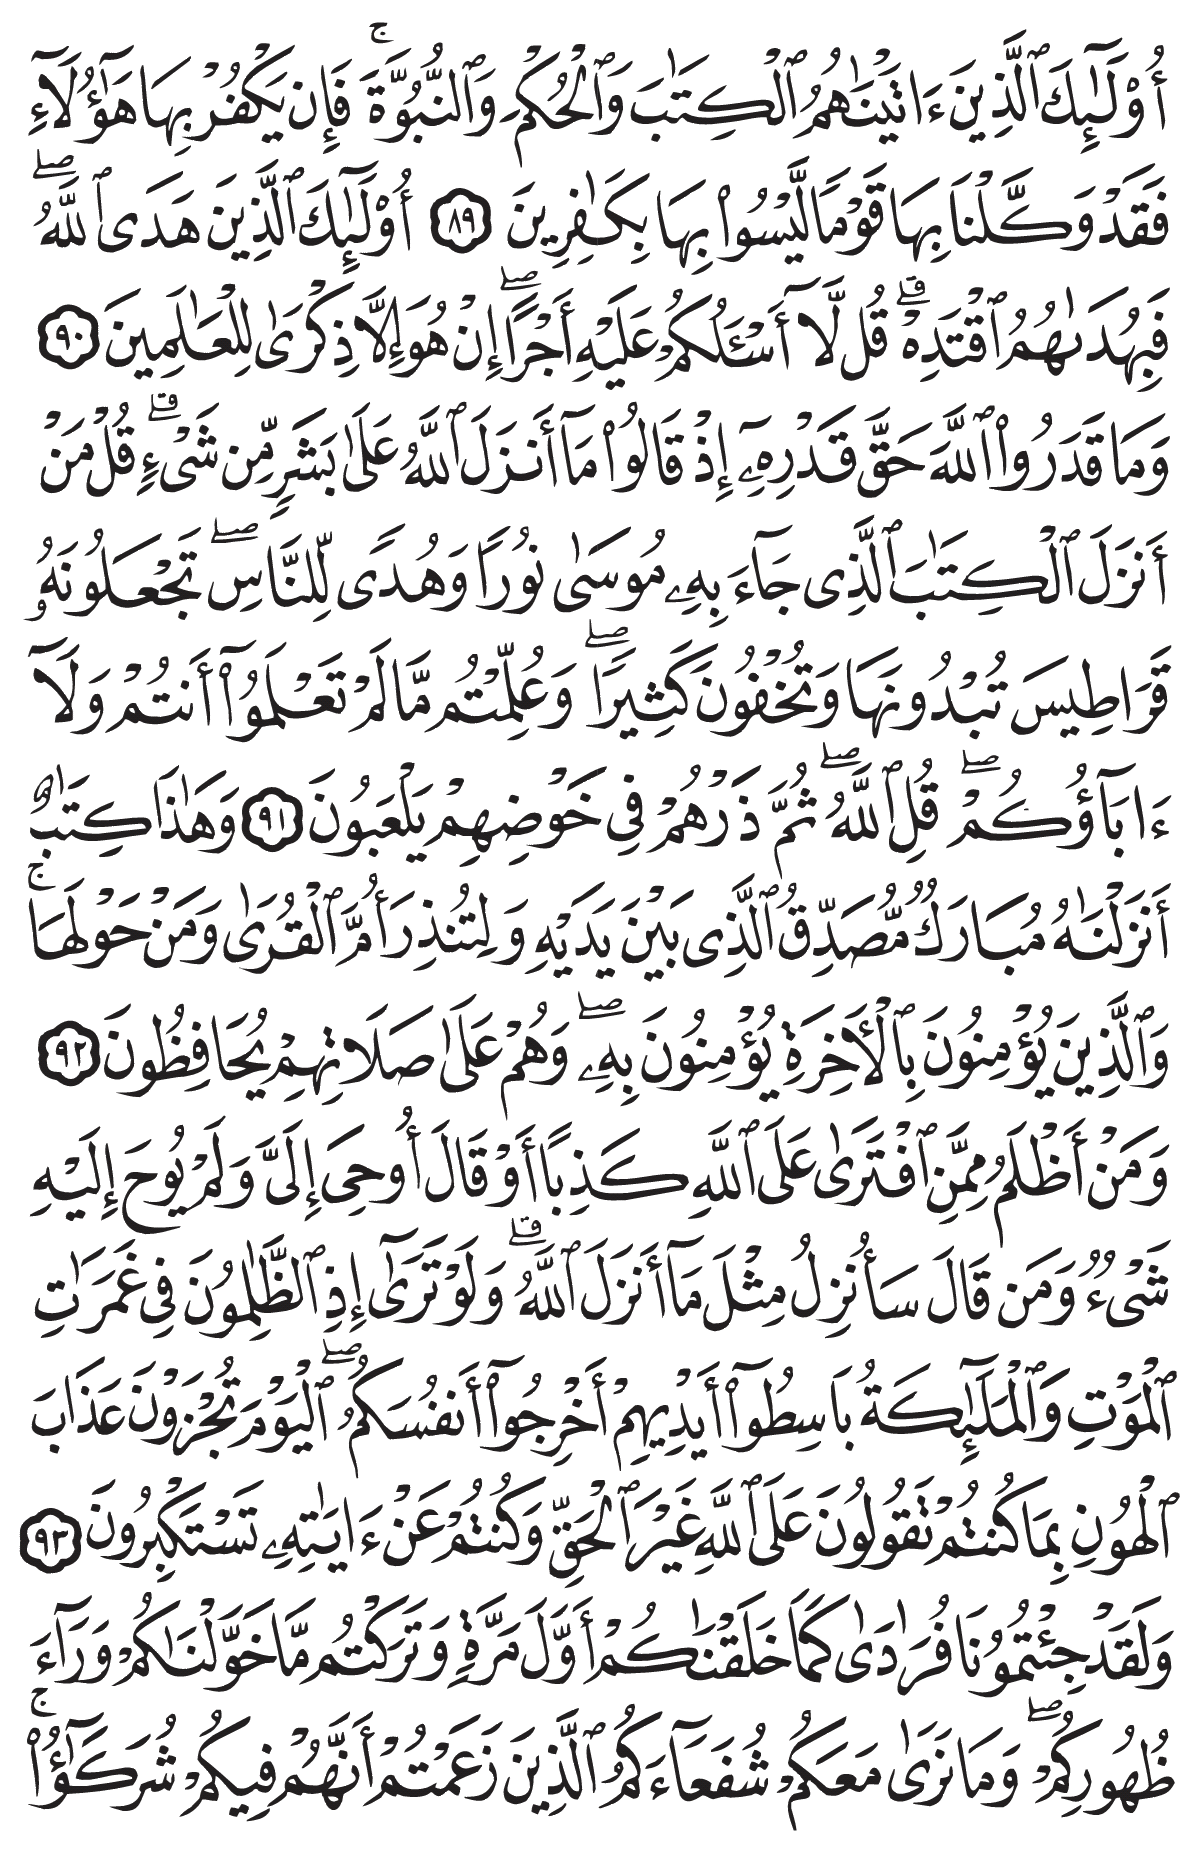 أُوْلَٰٓئِكَ ٱلَّذِينَ ءَاتَيْنَٰهُمُ ٱلْكِتَٰبَ وَٱلْحُكْمَ وَٱلنُّبُوَّةَ ۚ فَإِن يَكْفُرْ بِهَا هَٰٓؤُلَآءِ
فَقَدْ وَكَّلْنَا بِهَا قَوْمًا لَّيْسُوا۟ بِهَا بِكَٰفِرِينَ ٨٩ أُوْلَٰٓئِكَ ٱلَّذِينَ هَدَى ٱللَّهُ ۖ
فَبِهُدَىٰهُمُ ٱقْتَدِهْ ۗ قُل لَّآ أَسْـَٔلُكُمْ عَلَيْهِ أَجْرًا ۖ إِنْ هُوَ إِلَّا ذِكْرَىٰ لِلْعَٰلَمِينَ ٩٠
وَمَا قَدَرُوا۟ ٱللَّهَ حَقَّ قَدْرِهِۦٓ إِذْ قَالُوا۟ مَآ أَنزَلَ ٱللَّهُ عَلَىٰ بَشَرٍ مِّن شَىْءٍ ۗ قُلْ مَنْ
أَنزَلَ ٱلْكِتَٰبَ ٱلَّذِى جَآءَ بِهِۦ مُوسَىٰ نُورًا وَهُدًى لِّلنَّاسِ ۖ تَجْعَلُونَهُۥ
قَرَاطِيسَ تُبْدُونَهَا وَتُخْفُونَ كَثِيرًا ۖ وَعُلِّمْتُم مَّا لَمْ تَعْلَمُوٓا۟ أَنتُمْ وَلَآ
ءَابَآؤُكُمْ ۖ قُلِ ٱللَّهُ ۖ ثُمَّ ذَرْهُمْ فِى خَوْضِهِمْ يَلْعَبُونَ ٩١ وَهَٰذَا كِتَٰبٌ
أَنزَلْنَٰهُ مُبَارَكٌ مُّصَدِّقُ ٱلَّذِى بَيْنَ يَدَيْهِ وَلِتُنذِرَ أُمَّ ٱلْقُرَىٰ وَمَنْ حَوْلَهَا ۚ
وَٱلَّذِينَ يُؤْمِنُونَ بِٱلْأَخِرَةِ يُؤْمِنُونَ بِهِۦ ۖ وَهُمْ عَلَىٰ صَلَاتِهِمْ يُحَافِظُونَ ٩٢
وَمَنْ أَظْلَمُ مِمَّنِ ٱفْتَرَىٰ عَلَى ٱللَّهِ كَذِبًا أَوْ قَالَ أُوحِىَ إِلَىَّ وَلَمْ يُوحَ إِلَيْهِ
شَىْءٌ وَمَن قَالَ سَأُنزِلُ مِثْلَ مَآ أَنزَلَ ٱللَّهُ ۗ وَلَوْ تَرَىٰٓ إِذِ ٱلظَّٰلِمُونَ فِى غَمَرَٰتِ
ٱلْمَوْتِ وَٱلْمَلَٰٓئِكَةُ بَاسِطُوٓا۟ أَيْدِيهِمْ أَخْرِجُوٓا۟ أَنفُسَكُمُ ۖ ٱلْيَوْمَ تُجْزَوْنَ عَذَابَ
ٱلْهُونِ بِمَا كُنتُمْ تَقُولُونَ عَلَى ٱللَّهِ غَيْرَ ٱلْحَقِّ وَكُنتُمْ عَنْ ءَايَٰتِهِۦ تَسْتَكْبِرُونَ ٩٣
وَلَقَدْ جِئْتُمُونَا فُرَٰدَىٰ كَمَا خَلَقْنَٰكُمْ أَوَّلَ مَرَّةٍ وَتَرَكْتُم مَّا خَوَّلْنَٰكُمْ وَرَآءَ
ظُهُورِكُمْ ۖ وَمَا نَرَىٰ مَعَكُمْ شُفَعَآءَكُمُ ٱلَّذِينَ زَعَمْتُمْ أَنَّهُمْ فِيكُمْ شُرَكَٰٓؤُا۟ ۚ